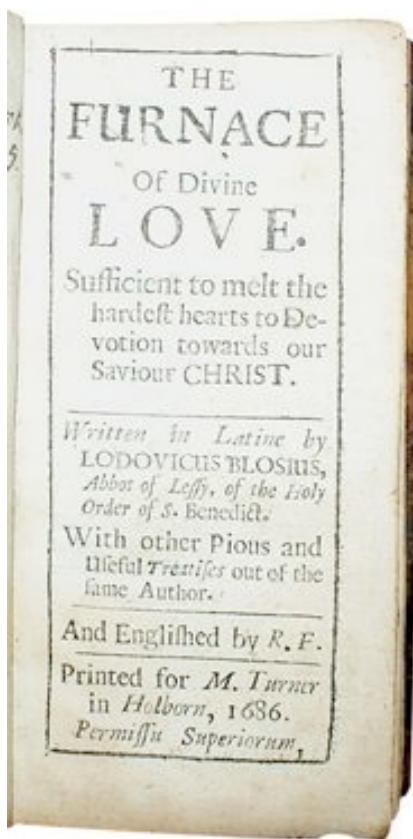 THE
FURNACE
Of Divine
LOVE.
Sufficient to melt the
hardeſt hearts to De-
votion towards our
Saviour CHRIST.
Written in Latine by
LODOVICUS BLOSIUS,
Abbot of Leſſy, of the Holy
Order of S. Benedict.
With other Pious and
Uſeful Treatiſes out of the
ſame Author.
And Engliſhed by R. F.
Printed for M. Turner
in Holborn, 1686.
Permiſſu Superiorum,